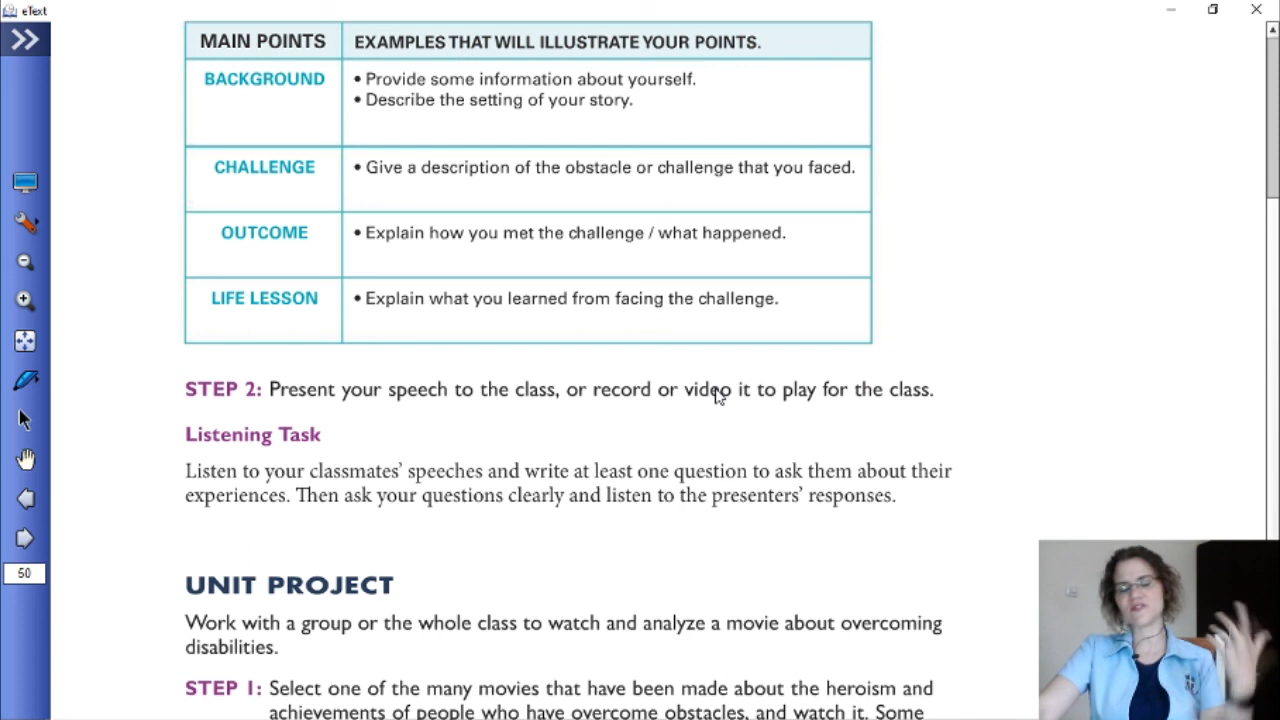 eText
MAIN POINTS
EXAMPLES THAT WILL ILLUSTRATE YOUR POINTS.
BACKGROUND
• Provide some information about yourself.
• Describe the setting of your story.
CHALLENGE
• Give a description of the obstacle or challenge that you faced.
OUTCOME
• Explain how you met the challenge / what happened.
LIFE LESSON
• Explain what you learned from facing the challenge.
STEP 2: Present your speech to the class, or record or video it to play for the class.
Listening Task
Listen to your classmates’ speeches and write at least one question to ask them about their
experiences. Then ask your questions clearly and listen to the presenters’ responses.
50
UNIT PROJECT
Work with a group or the whole class to watch and analyze a movie about overcoming
disabilities.
STEP 1: Select one of the many movies that have been made about the heroism and
achievements of people who have overcome obstacles, and watch it. Some